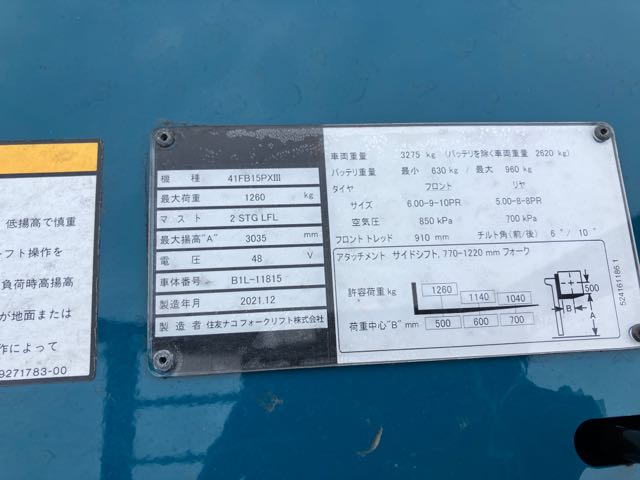 低揚高で慎重
フト操作を
負荷時高揚高
が地面または
作によって
9271783-00
機 種 41FB15PXⅢ
最大荷重 1260 kg
マスト 2 STG LFL
最大揚高"A" 3035 mm
電 圧 48 V
車体番号 B1L-11815
製造年月 2021.12
製 造 者 住友ナコ フォークリフト株式会社
車両重量 3275 kg (バッテリを除く車両重量 2620 kg)
バッテリ重量 最小 630 kg / 最大 960 kg
タイヤ フロント リヤ
サイズ 6.00-9-10PR 5.00-8-8PR
空気圧 850 kPa 700 kPa
フロントトレッド 910 mm チルト角(前/後) 6°/ 10°
アタッチメント サイドシフト, 770-1220 mm フォーク
許容荷重 kg 1260 1140 1040
荷重中心"B" mm 500 600 700
500
B
A
524161186.1